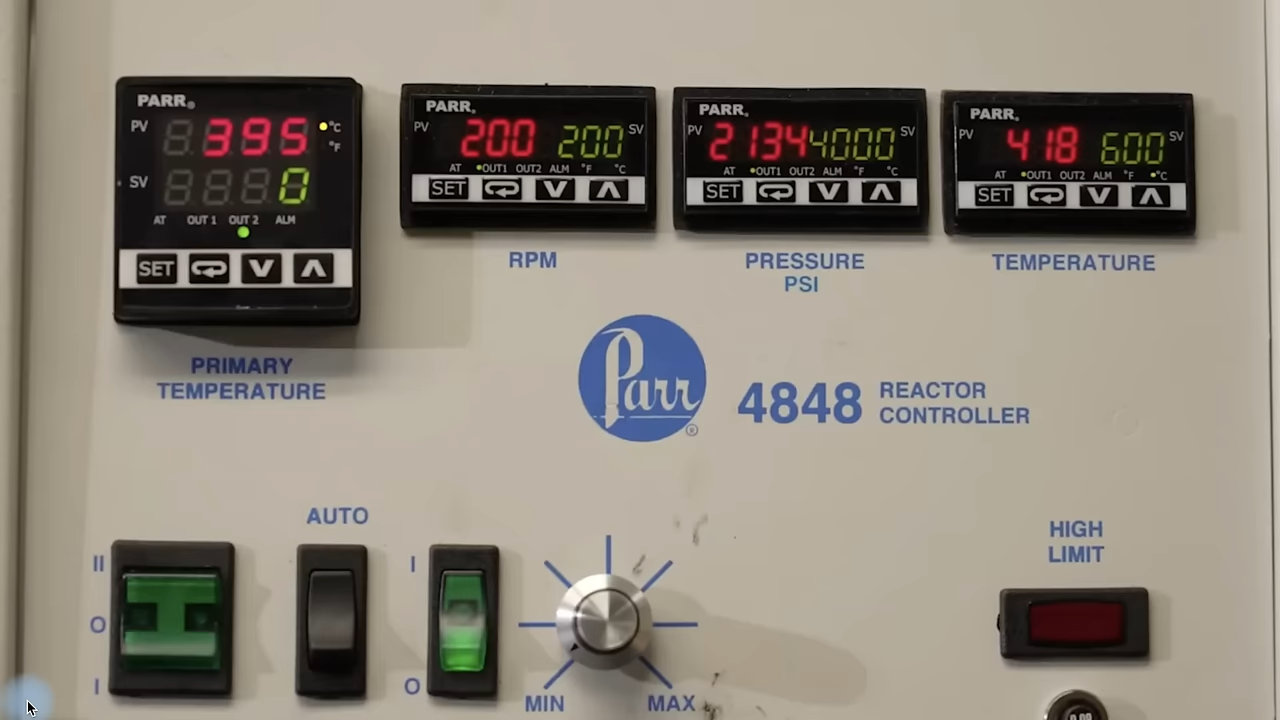 PARR®
PV 395 °C
°F
SV 0
AT OUT 1 OUT 2 ALM
SET
PRIMARY
TEMPERATURE
PARR®
PV 200 200 SV
AT OUT1 OUT2 ALM °F °C
SET
RPM
PARR®
PV 2134 4000 SV
AT OUT1 OUT2 ALM °F °C
SET
PRESSURE
PSI
PARR®
PV 418 600 SV
AT OUT1 OUT2 ALM °F °C
SET
TEMPERATURE
Parr®
4848 REACTOR
CONTROLLER
II
O
I
AUTO
I
O
MIN MAX
HIGH
LIMIT